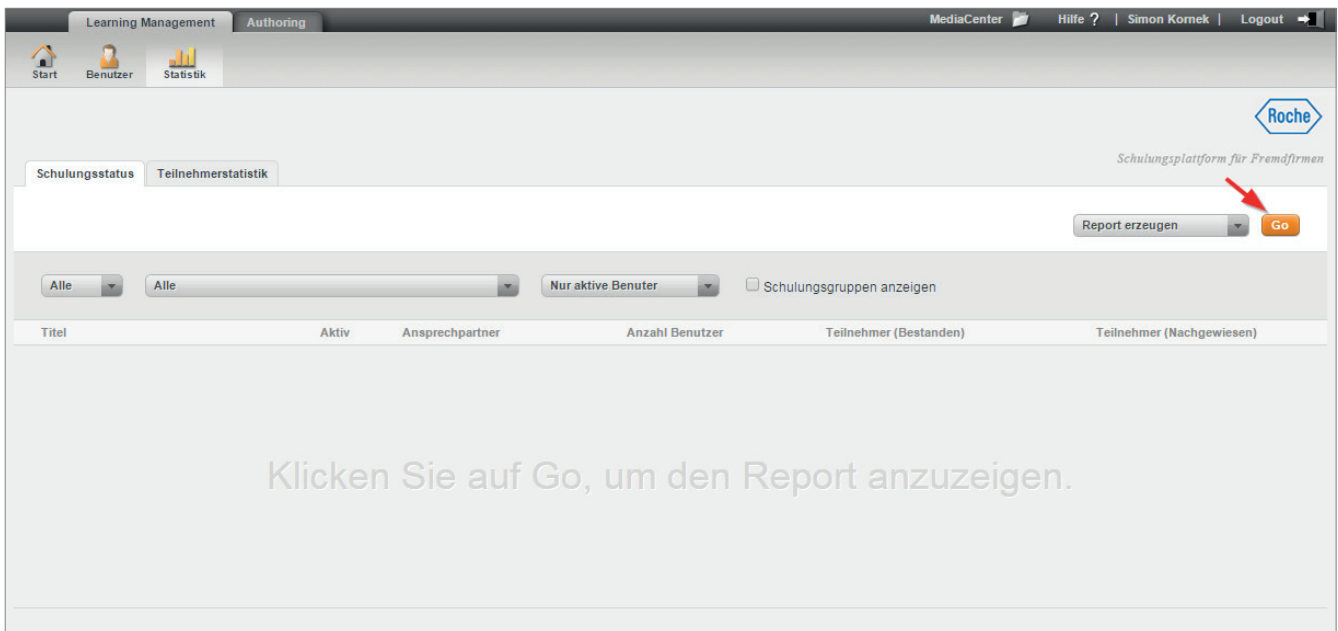 Learning Management Authoring MediaCenter Hilfe ? | Simon Kornek | Logout
Start Benutzer Statistik
Roche
Schulungsplattform für Fremdfirmen
Schulungsstatus Teilnehmerstatistik
Report erzeugen Go
Alle Alle Nur aktive Benuter Schulungsgruppen anzeigen
Titel Aktiv Ansprechpartner Anzahl Benutzer Teilnehmer (Bestanden) Teilnehmer (Nachgewiesen)
Klicken Sie auf Go, um den Report anzuzeigen.